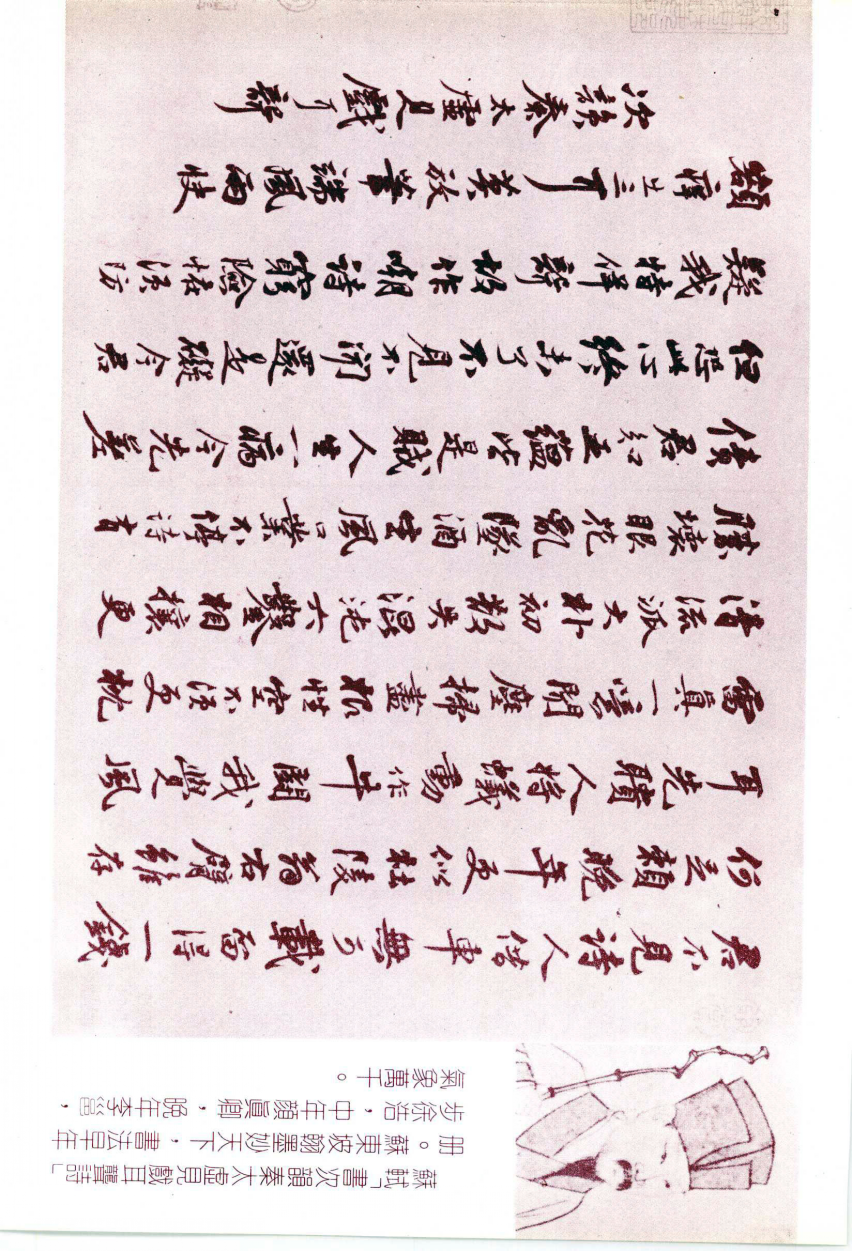 君不見詩人借車無可載留得一錢
何足賴晚年更似杜陵翁右臂雖存
耳先聵人將蟻動作牛鬬我覺風
雷真一噫聞塵掃盡根性空不須更枕
清流派大朴初散失混沌六鑿相攘更
勝壞眼花亂墜酒生風口業不停詩有
債君知五蘊皆是賊人生一病今先差
但恐此心終未了不見不聞還是礙今君
疑我特佯聾故作嘲詩窮險怪須防
額癢出三耳莫放筆端風雨快
次韻秦太虛見戲耳聾
蘇軾「書次韻秦太虛見戲耳聾詩」
冊。蘇東坡翰墨妙天下，書法早年
步徐浩，中年顏眞卿，晚年李邕，
氣象萬千。